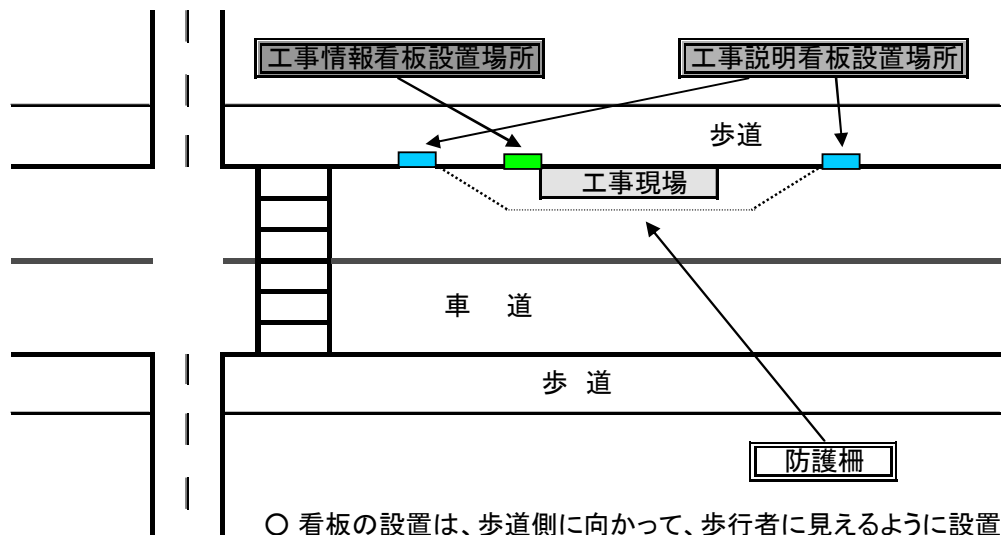 工事情報看板設置場所
工事説明看板設置場所
歩道
工事現場
車 道
歩 道
防護柵
○ 看板の設置は、歩道側に向かって、歩行者に見えるように設置